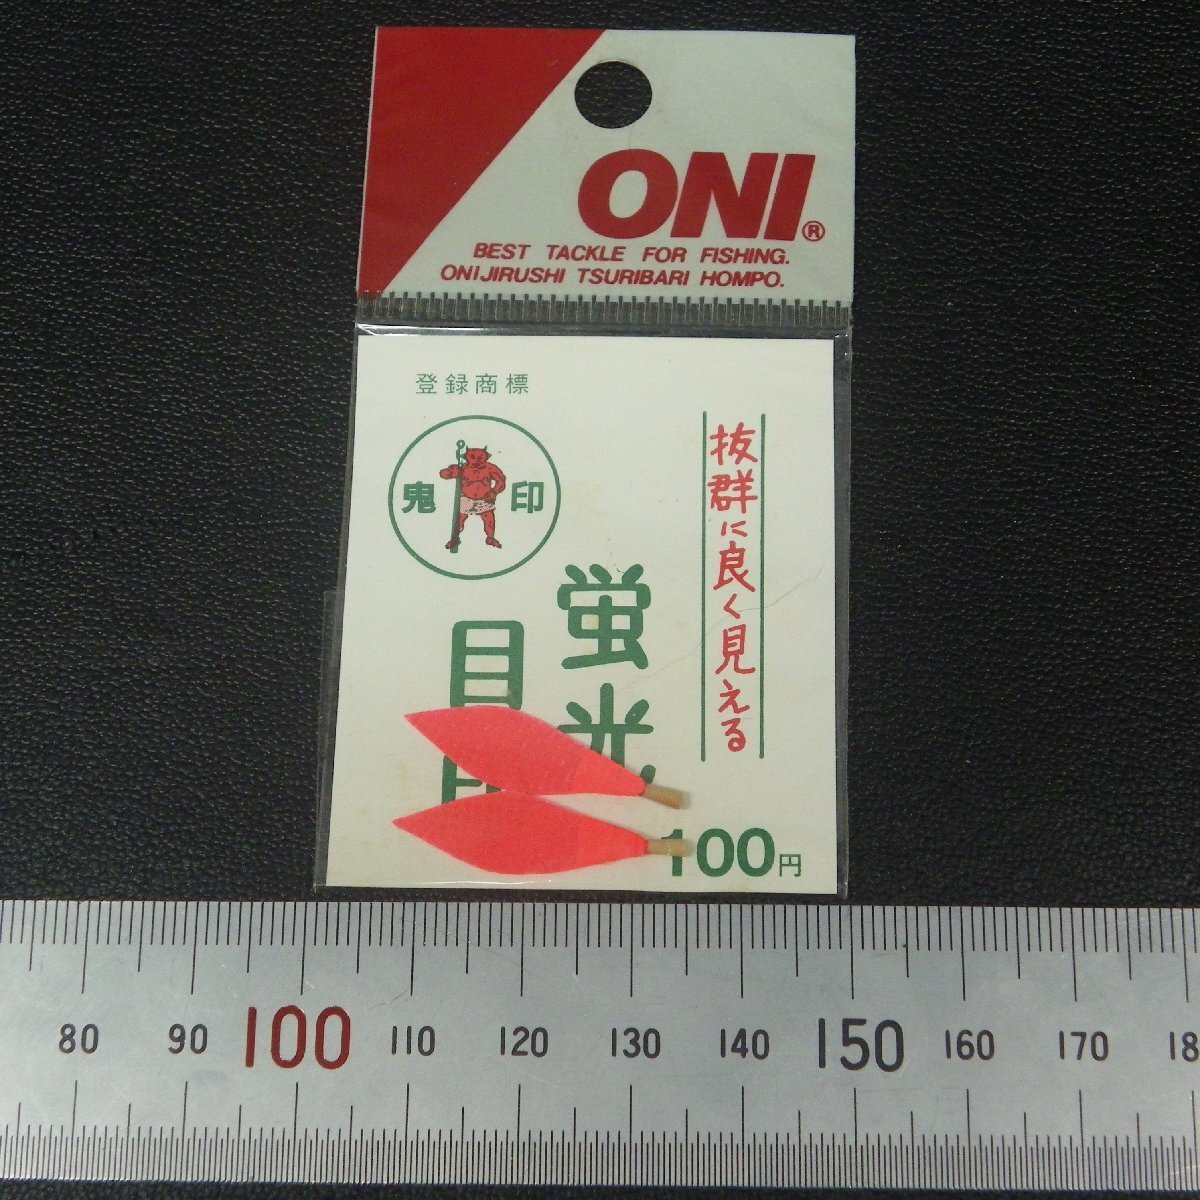 ONI®
BEST TACKLE FOR FISHING.
ONIJIRUSHI TSURIBARI HOMPO.
登録商標
鬼印
抜群に良く見える
蛍光
目印
100円
80 90 100 110 120 130 140 150 160 170 18